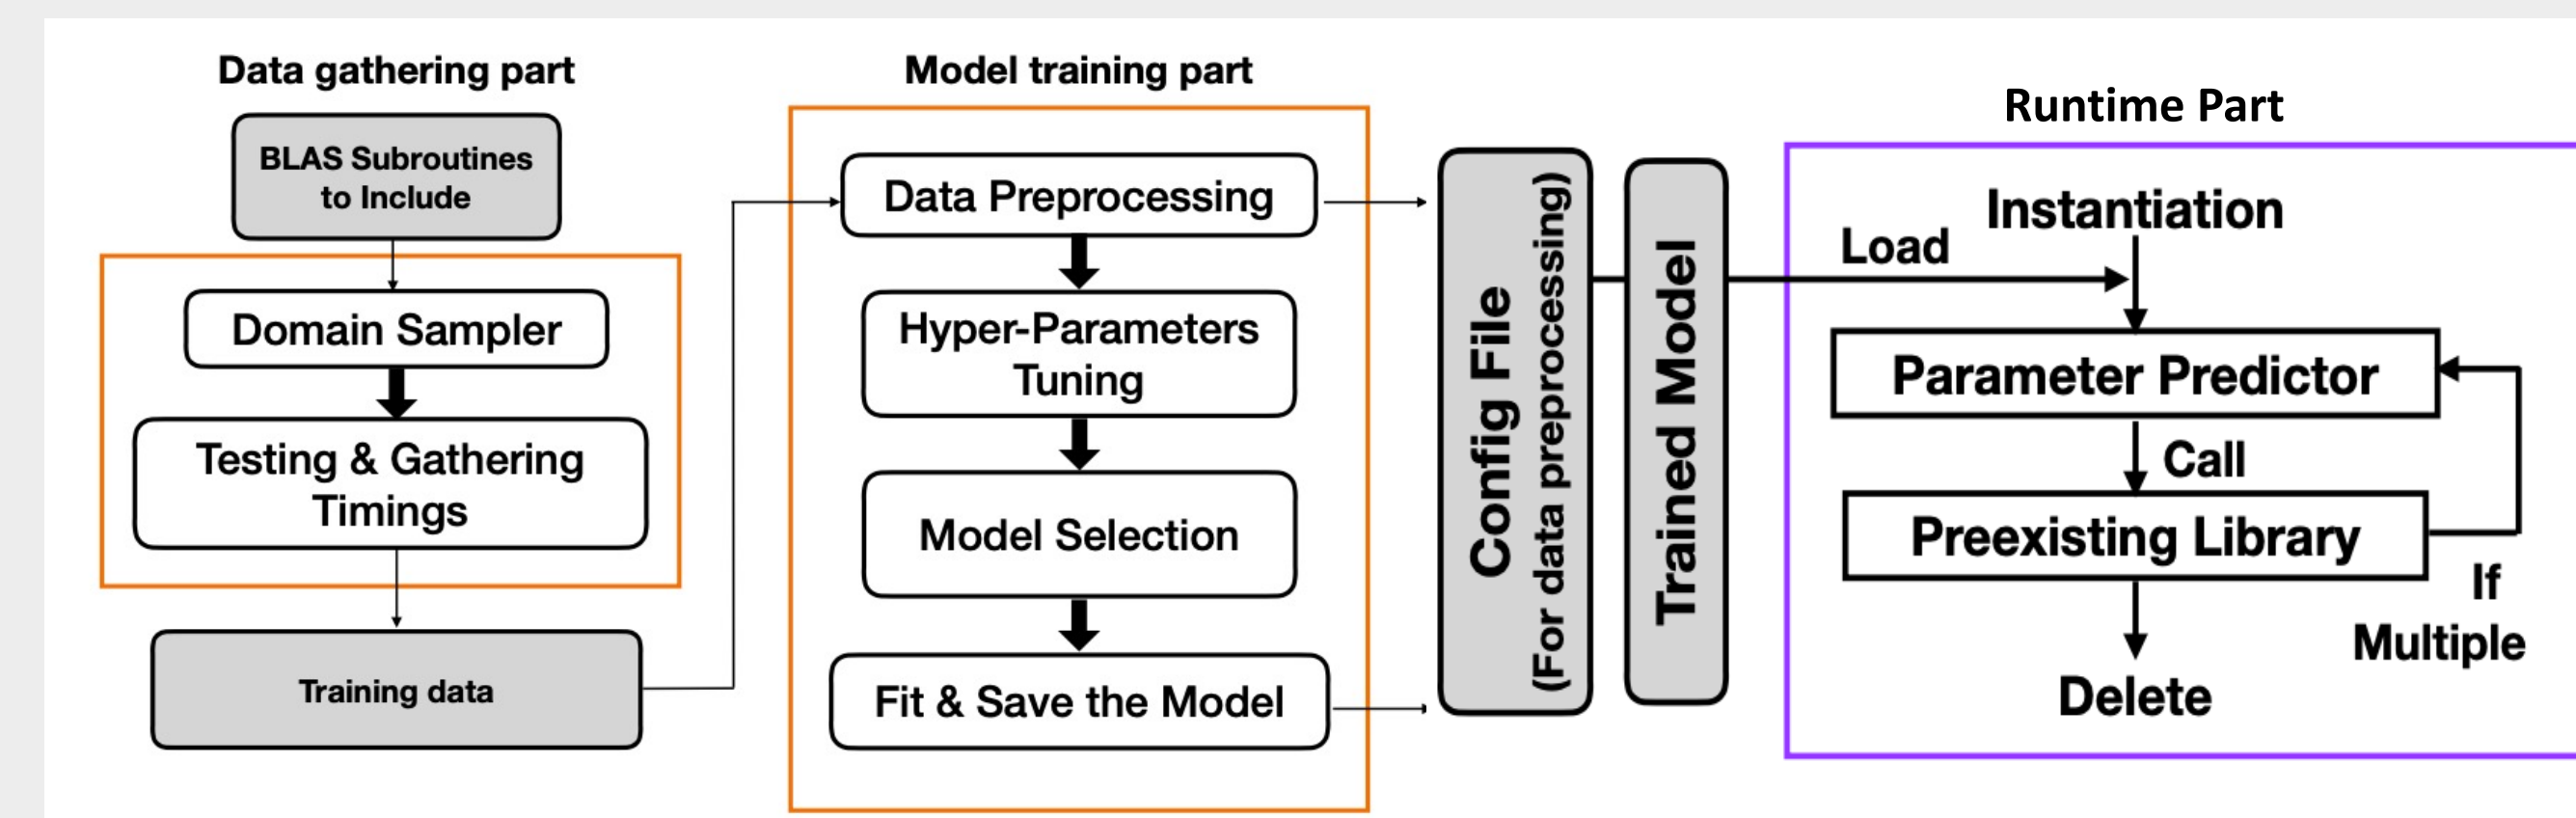 Data gathering part
BLAS Subroutines
to Include
Domain Sampler
Testing & Gathering
Timings
Training data
Model training part
Data Preprocessing
Hyper-Parameters
Tuning
Model Selection
Fit & Save the Model
Config File
(For data preprocessing)
Trained Model
Runtime Part
Instantiation
Load
Parameter Predictor
Call
Preexisting Library
If
Multiple
Delete